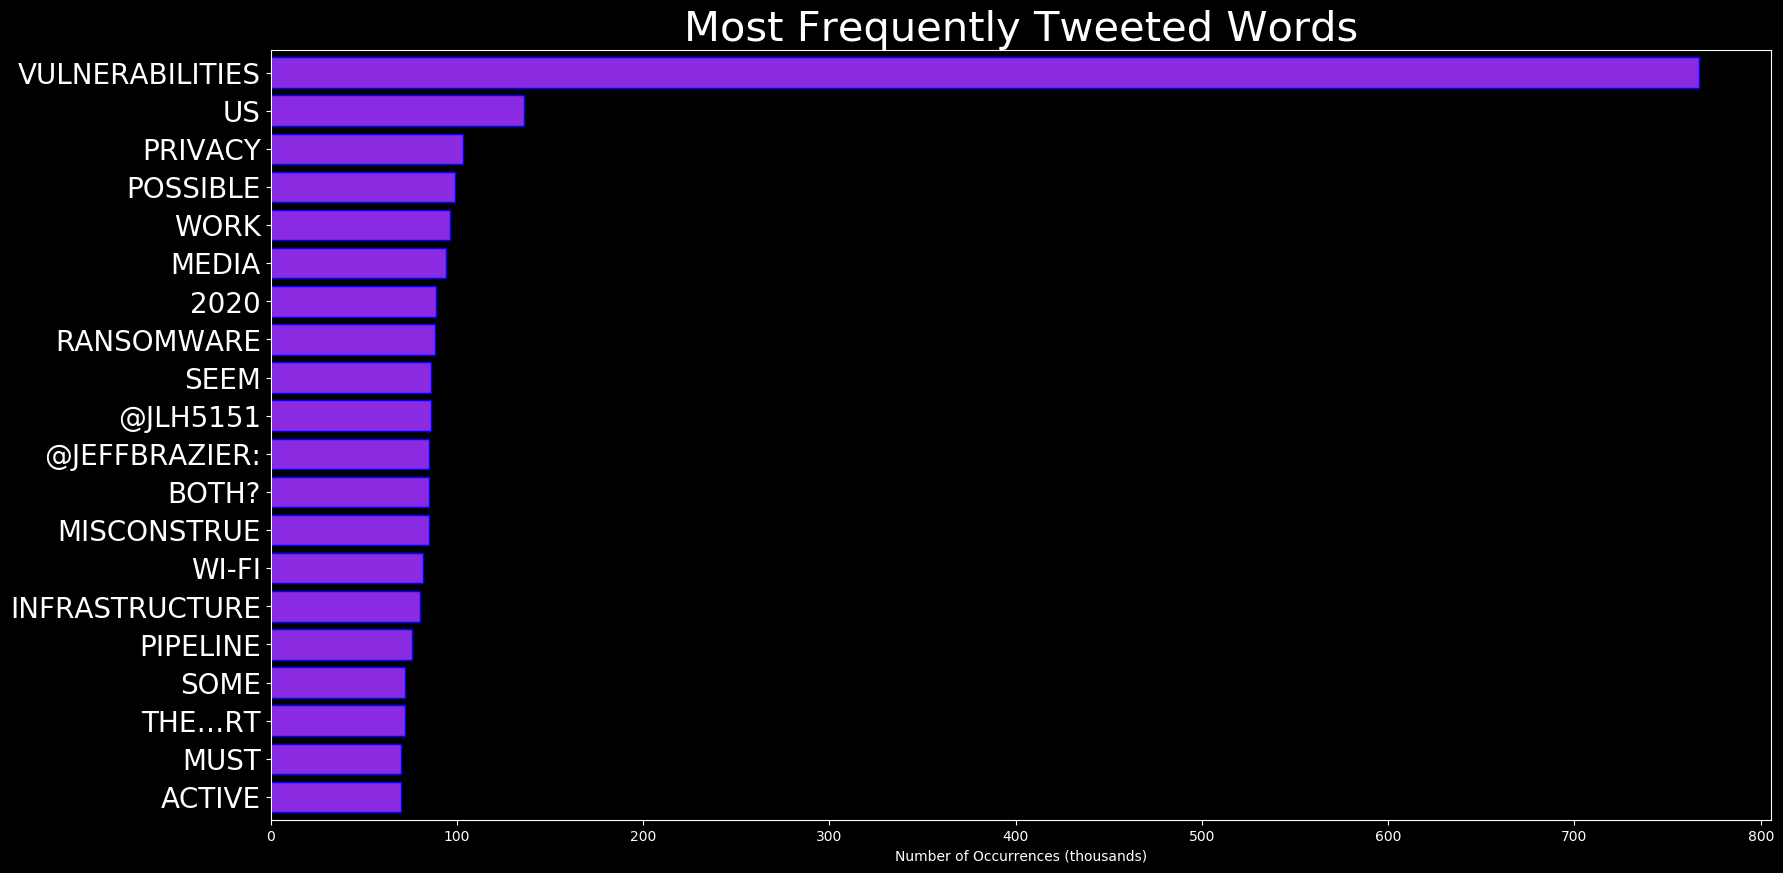 Most Frequently Tweeted Words
VULNERABILITIES
US
PRIVACY
POSSIBLE
WORK
MEDIA
2020
RANSOMWARE
SEEM
@JLH5151
@JEFFBRAZIER:
BOTH?
MISCONSTRUE
WI-FI
INFRASTRUCTURE
PIPELINE
SOME
THE...RT
MUST
ACTIVE
0 100 200 300 400 500 600 700 800
Number of Occurrences (thousands)